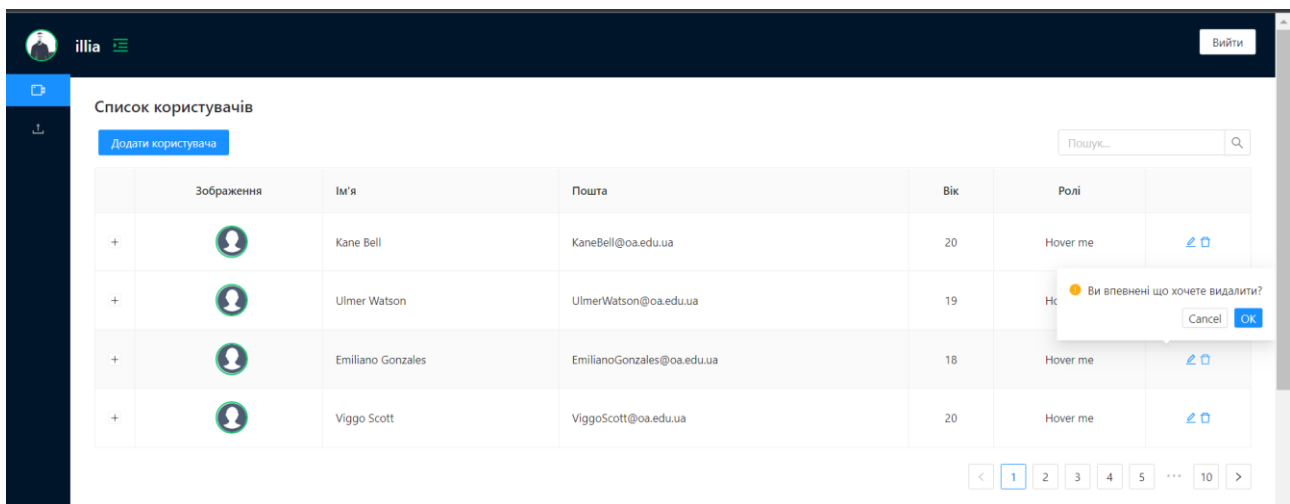 illia
Вийти
Список користувачів
Додати користувача
Пошук...
Зображення Ім'я Пошта Вік Ролі
Kane Bell KaneBell@oa.edu.ua 20 Hover me
Ulmer Watson UlmerWatson@oa.edu.ua 19 Ho
Ви впевнені що хочете видалити?
Cancel OK
Emiliano Gonzales EmilianoGonzales@oa.edu.ua 18 Hover me
Viggo Scott ViggoScott@oa.edu.ua 20 Hover me
< 1 2 3 4 5 ••• 10 >